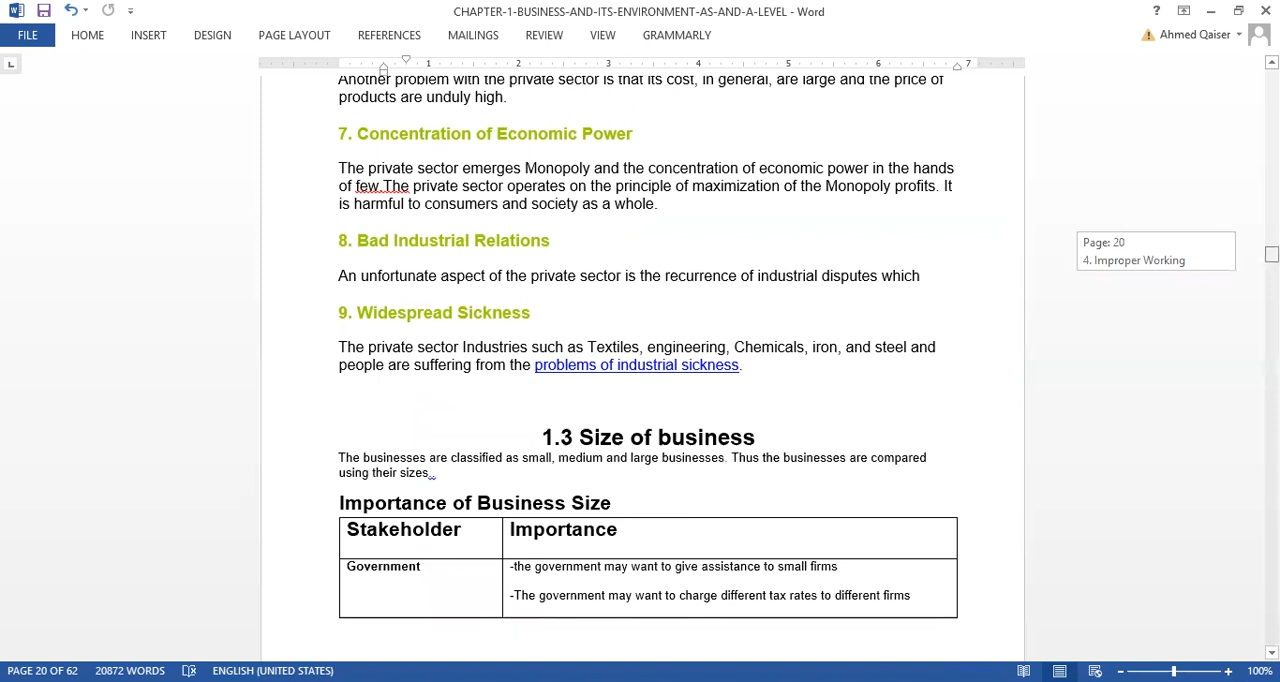 CHAPTER-1-BUSINESS-AND-ITS-ENVIRONMENT-AS-AND-A-LEVEL - Word
?
FILE HOME INSERT DESIGN PAGE LAYOUT REFERENCES MAILINGS REVIEW VIEW GRAMMARLY Ahmed Qaiser
1 2 3 4 5 6 7
Another problem with the private sector is that its cost, in general, are large and the price of
products are unduly high.
7. Concentration of Economic Power
The private sector emerges Monopoly and the concentration of economic power in the hands
of few.The private sector operates on the principle of maximization of the Monopoly profits. It
is harmful to consumers and society as a whole.
8. Bad Industrial Relations
An unfortunate aspect of the private sector is the recurrence of industrial disputes which
9. Widespread Sickness
The private sector Industries such as Textiles, engineering, Chemicals, iron, and steel and
people are suffering from the problems of industrial sickness.
Page: 20
4. Improper Working
1.3 Size of business
The businesses are classified as small, medium and large businesses. Thus the businesses are compared
using their sizes..
Importance of Business Size
Stakeholder Importance
Government -the government may want to give assistance to small firms
-The government may want to charge different tax rates to different firms
PAGE 20 OF 62 20872 WORDS ENGLISH (UNITED STATES) 100%